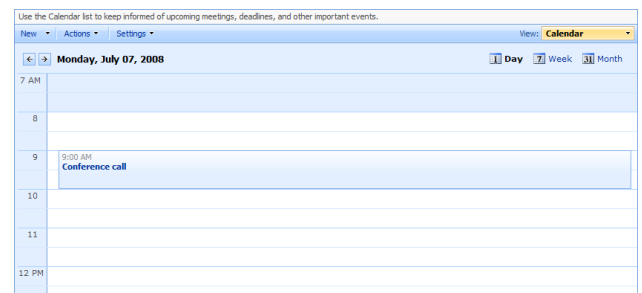 Use the Calendar list to keep informed of upcoming meetings, deadlines, and other important events.
New Actions Settings View: Calendar
Monday, July 07, 2008 1 Day 7 Week 31 Month
7 AM
8
9 9:00 AM
Conference call
10
11
12 PM